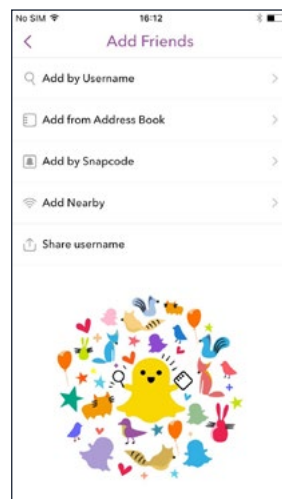 No SIM 16:12
Add Friends
Add by Username
Add from Address Book
Add by Snapcode
Add Nearby
Share username